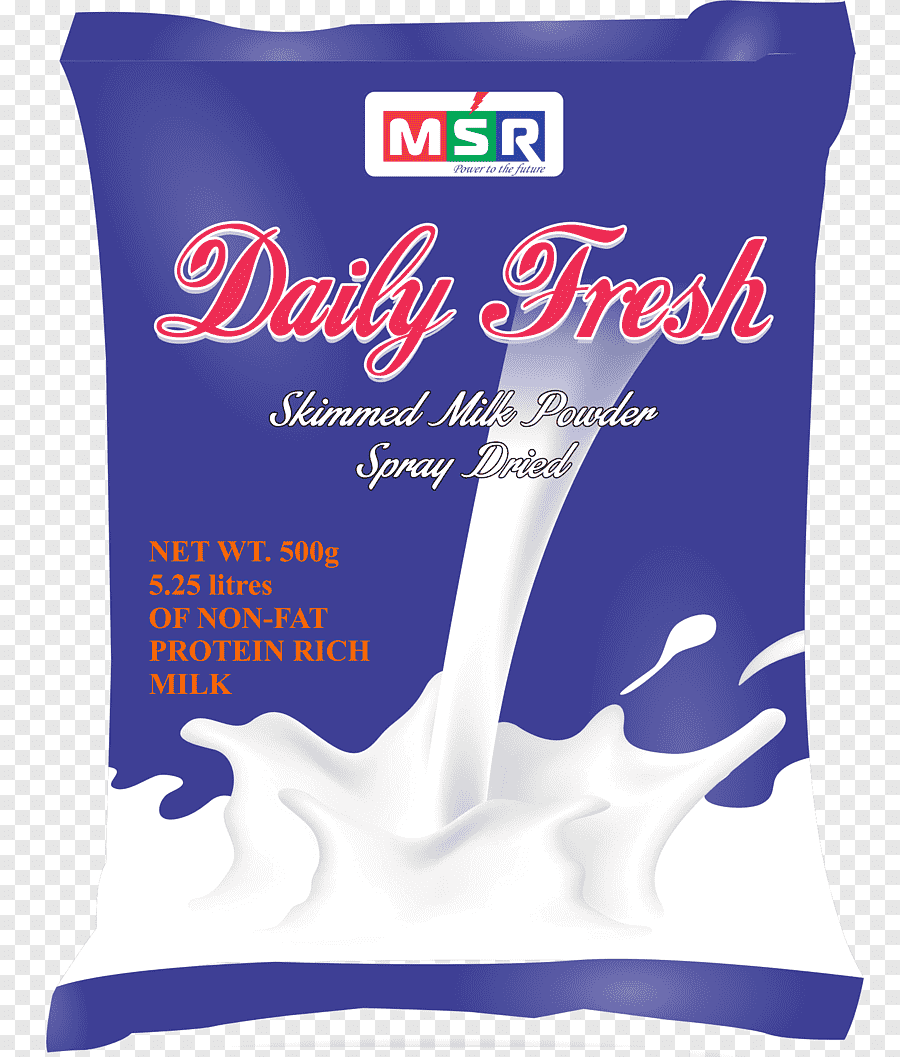 MSR
Power to the future
Daily Fresh
Skimmed Milk Powder
Spray Dried
NET WT. 500g
5.25 litres
OF NON-FAT
PROTEIN RICH
MILK